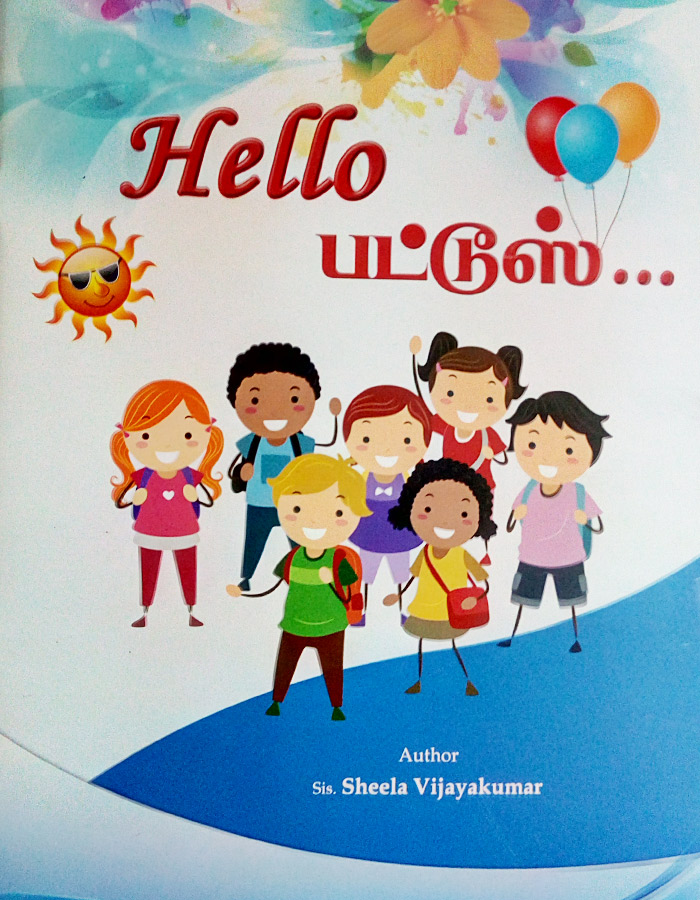 Hello
பட்டூஸ்...
Author
Sis. Sheela Vijayakumar